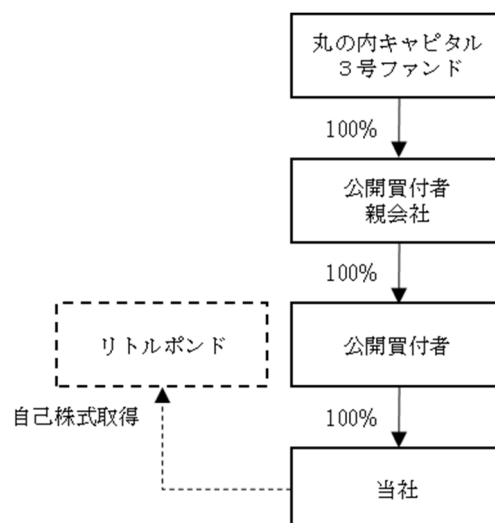 丸の内キャピタル
３号ファンド
100%
公開買付者
親会社
100%
リトルポンド
公開買付者
自己株式取得
100%
当社